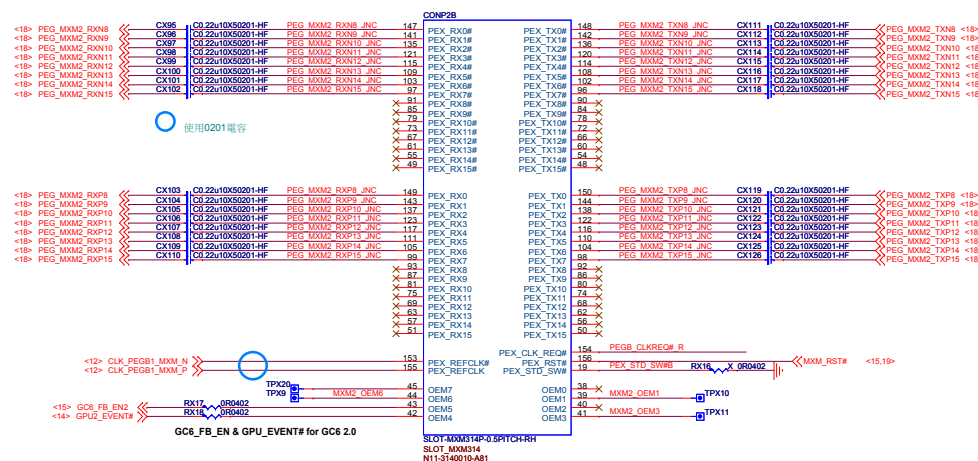 CONP2B
<18> PEG_MXM2_RXN8 CX95 C0.22u10X50201-HF PEG_MXM2_RXN8_JNC 147 PEX_RX0# PEX_TX0# 148 PEG_MXM2_TXN8_JNC CX111 C0.22u10X50201-HF PEG_MXM2_TXN8 <18>
<18> PEG_MXM2_RXN9 CX96 C0.22u10X50201-HF PEG_MXM2_RXN9_JNC 141 PEX_RX1# PEX_TX1# 142 PEG_MXM2_TXN9_JNC CX112 C0.22u10X50201-HF PEG_MXM2_TXN9 <18>
<18> PEG_MXM2_RXN10 CX97 C0.22u10X50201-HF PEG_MXM2_RXN10_JNC 135 PEX_RX2# PEX_TX2# 136 PEG_MXM2_TXN10_JNC CX113 C0.22u10X50201-HF PEG_MXM2_TXN10 <18
<18> PEG_MXM2_RXN11 CX98 C0.22u10X50201-HF PEG_MXM2_RXN11_JNC 121 PEX_RX3# PEX_TX3# 120 PEG_MXM2_TXN11_JNC CX114 C0.22u10X50201-HF PEG_MXM2_TXN11 <18
<18> PEG_MXM2_RXN12 CX99 C0.22u10X50201-HF PEG_MXM2_RXN12_JNC 115 PEX_RX4# PEX_TX4# 114 PEG_MXM2_TXN12_JNC CX115 C0.22u10X50201-HF PEG_MXM2_TXN12 <18
<18> PEG_MXM2_RXN13 CX100 C0.22u10X50201-HF PEG_MXM2_RXN13_JNC 109 PEX_RX5# PEX_TX5# 108 PEG_MXM2_TXN13_JNC CX116 C0.22u10X50201-HF PEG_MXM2_TXN13 <18
<18> PEG_MXM2_RXN14 CX101 C0.22u10X50201-HF PEG_MXM2_RXN14_JNC 103 PEX_RX6# PEX_TX6# 102 PEG_MXM2_TXN14_JNC CX117 C0.22u10X50201-HF PEG_MXM2_TXN14 <18
<18> PEG_MXM2_RXN15 CX102 C0.22u10X50201-HF PEG_MXM2_RXN15_JNC 97 PEX_RX7# PEX_TX7# 96 PEG_MXM2_TXN15_JNC CX118 C0.22u10X50201-HF PEG_MXM2_TXN15 <18
91 PEX_RX8# PEX_TX8# 90
85 PEX_RX9# PEX_TX9# 84
79 PEX_RX10# PEX_TX10# 78
使用0201電容 73 PEX_RX11# PEX_TX11# 72
67 PEX_RX12# PEX_TX12# 66
61 PEX_RX13# PEX_TX13# 60
55 PEX_RX14# PEX_TX14# 54
49 PEX_RX15# PEX_TX15# 48
<18> PEG_MXM2_RXP8 CX103 C0.22u10X50201-HF PEG_MXM2_RXP8_JNC 149 PEX_RX0 PEX_TX0 150 PEG_MXM2_TXP8_JNC CX119 C0.22u10X50201-HF PEG_MXM2_TXP8 <18>
<18> PEG_MXM2_RXP9 CX104 C0.22u10X50201-HF PEG_MXM2_RXP9_JNC 143 PEX_RX1 PEX_TX1 144 PEG_MXM2_TXP9_JNC CX120 C0.22u10X50201-HF PEG_MXM2_TXP9 <18>
<18> PEG_MXM2_RXP10 CX105 C0.22u10X50201-HF PEG_MXM2_RXP10_JNC 137 PEX_RX2 PEX_TX2 138 PEG_MXM2_TXP10_JNC CX121 C0.22u10X50201-HF PEG_MXM2_TXP10 <18
<18> PEG_MXM2_RXP11 CX106 C0.22u10X50201-HF PEG_MXM2_RXP11_JNC 123 PEX_RX3 PEX_TX3 122 PEG_MXM2_TXP11_JNC CX122 C0.22u10X50201-HF PEG_MXM2_TXP11 <18
<18> PEG_MXM2_RXP12 CX107 C0.22u10X50201-HF PEG_MXM2_RXP12_JNC 117 PEX_RX4 PEX_TX4 116 PEG_MXM2_TXP12_JNC CX123 C0.22u10X50201-HF PEG_MXM2_TXP12 <18
<18> PEG_MXM2_RXP13 CX108 C0.22u10X50201-HF PEG_MXM2_RXP13_JNC 111 PEX_RX5 PEX_TX5 110 PEG_MXM2_TXP13_JNC CX124 C0.22u10X50201-HF PEG_MXM2_TXP13 <18
<18> PEG_MXM2_RXP14 CX109 C0.22u10X50201-HF PEG_MXM2_RXP14_JNC 105 PEX_RX6 PEX_TX6 104 PEG_MXM2_TXP14_JNC CX125 C0.22u10X50201-HF PEG_MXM2_TXP14 <18
<18> PEG_MXM2_RXP15 CX110 C0.22u10X50201-HF PEG_MXM2_RXP15_JNC 99 PEX_RX7 PEX_TX7 98 PEG_MXM2_TXP15_JNC CX126 C0.22u10X50201-HF PEG_MXM2_TXP15 <18
93 PEX_RX8 PEX_TX8 92
87 PEX_RX9 PEX_TX9 86
81 PEX_RX10 PEX_TX10 80
75 PEX_RX11 PEX_TX11 74
69 PEX_RX12 PEX_TX12 68
63 PEX_RX13 PEX_TX13 62
57 PEX_RX14 PEX_TX14 56
51 PEX_RX15 PEX_TX15 50
PEX_CLK_REQ# 154 PEGB_CLKREQ#_R
<12> CLK_PEGB1_MXM_N 153 PEX_REFCLK# PEX_RST# 156 MXM_RST# <15,19>
<12> CLK_PEGB1_MXM_P 155 PEX_REFCLK PEX_STD_SW# 19 PEX_STD_SW#B RX16 X_0R0402
TPX20 45 OEM7 OEM0 38
TPX9 MXM2_OEM6 44 OEM6 OEM1 39 TPX10
<15> GC6_FB_EN2 RX17 0R0402 43 OEM5 OEM2 40
<14> GPU2_EVENT# RX18 0R0402 42 OEM4 OEM3 41 MXM2_OEM3 TPX11
GC6_FB_EN & GPU_EVENT# for GC6 2.0
SLOT-MXM314P-0.5PITCH-RH
SLOT_MXM314
N11-3140010-A81